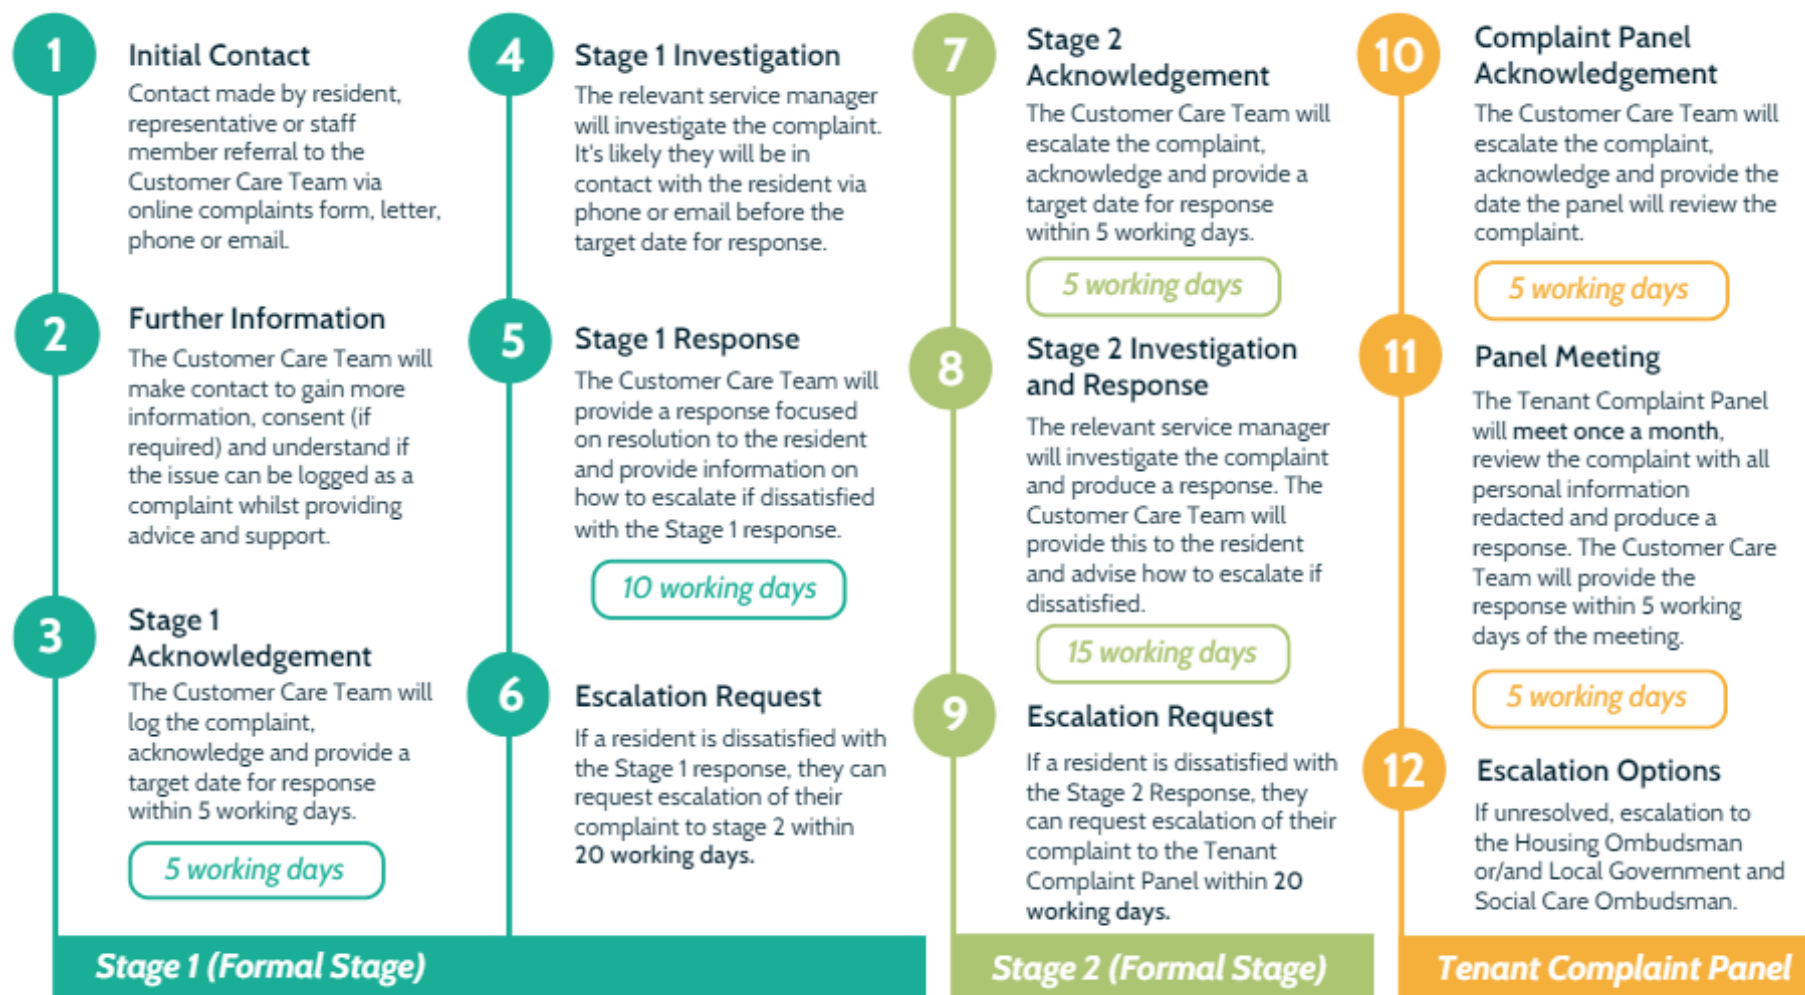 1
Initial Contact
Contact made by resident,
representative or staff
member referral to the
Customer Care Team via
online complaints form, letter,
phone or email.
2
Further Information
The Customer Care Team will
make contact to gain more
information, consent (if
required) and understand if
the issue can be logged as a
complaint whilst providing
advice and support.
3
Stage 1
Acknowledgement
The Customer Care Team will
log the complaint,
acknowledge and provide a
target date for response
within 5 working days.
5 working days
4
Stage 1 Investigation
The relevant service manager
will investigate the complaint.
It's likely they will be in
contact with the resident via
phone or email before the
target date for response.
5
Stage 1 Response
The Customer Care Team will
provide a response focused
on resolution to the resident
and provide information on
how to escalate if dissatisfied
with the Stage 1 response.
10 working days
6
Escalation Request
If a resident is dissatisfied with
the Stage 1 response, they can
request escalation of their
complaint to stage 2 within
20 working days.
Stage 1 (Formal Stage)
7
Stage 2
Acknowledgement
The Customer Care Team will
escalate the complaint,
acknowledge and provide a
target date for response
within 5 working days.
5 working days
8
Stage 2 Investigation
and Response
The relevant service manager
will investigate the complaint
and produce a response. The
Customer Care Team will
provide this to the resident
and advise how to escalate if
dissatisfied.
15 working days
9
Escalation Request
If a resident is dissatisfied with
the Stage 2 Response, they
can request escalation of their
complaint to the Tenant
Complaint Panel within 20
working days.
Stage 2 (Formal Stage)
10
Complaint Panel
Acknowledgement
The Customer Care Team will
escalate the complaint,
acknowledge and provide the
date the panel will review the
complaint.
5 working days
11
Panel Meeting
The Tenant Complaint Panel
will meet once a month,
review the complaint with all
personal information
redacted and produce a
response. The Customer Care
Team will provide the
response within 5 working
days of the meeting.
5 working days
12
Escalation Options
If unresolved, escalation to
the Housing Ombudsman
or/and Local Government and
Social Care Ombudsman.
Tenant Complaint Panel